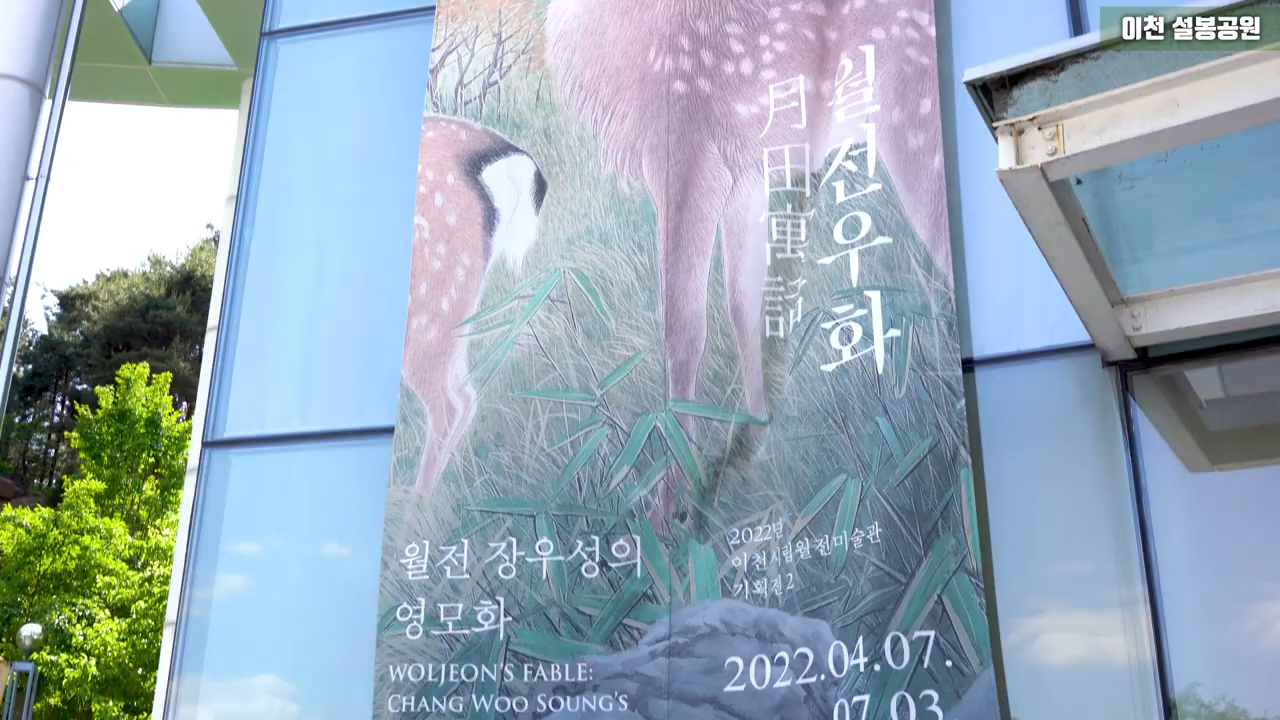 이천 설봉공원
월전우화
月田寓話
월전 장우성의
영모화
WOLJEON'S FABLE:
CHANG WOO SOUNG'S
2022년
이천시립월전미술관
기획전2
2022.04.07.
07.03